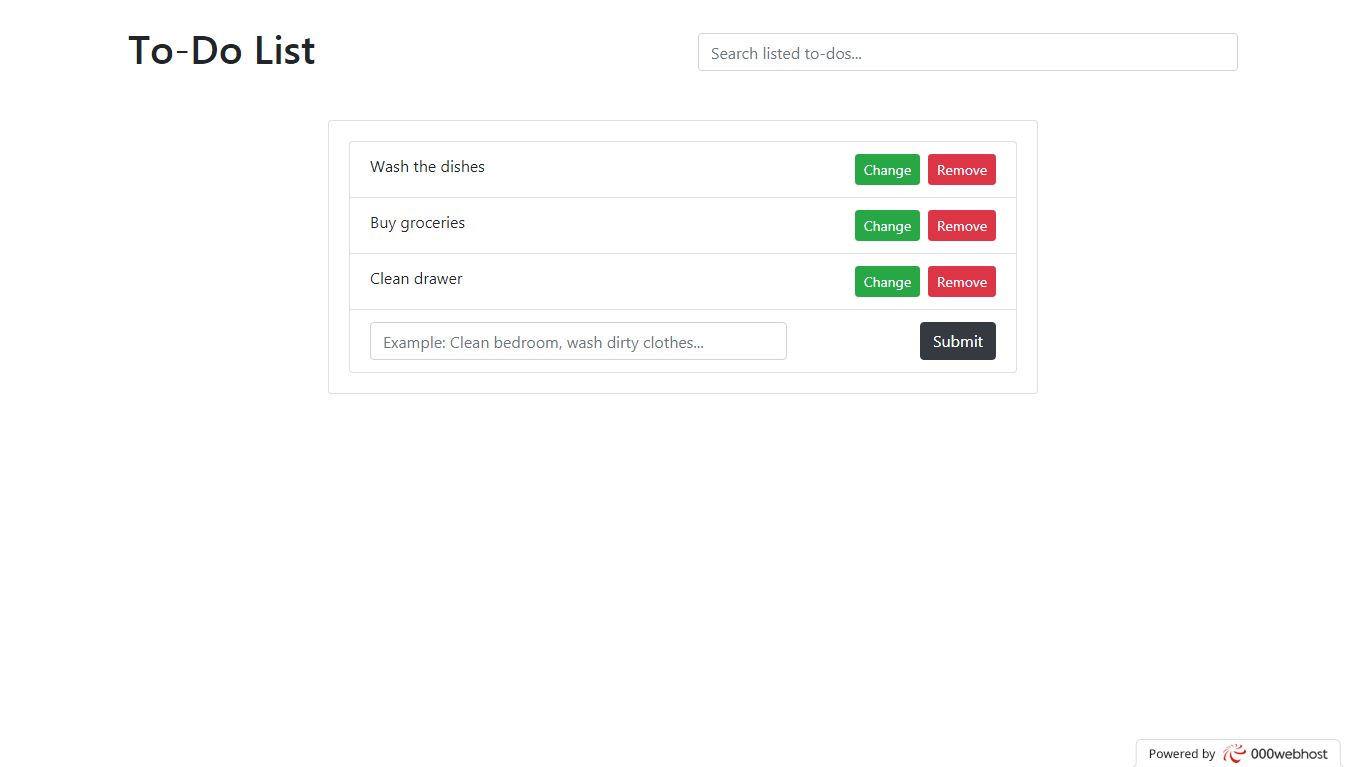 To-Do List
Search listed to-dos...
Wash the dishes Change Remove
Buy groceries Change Remove
Clean drawer Change Remove
Example: Clean bedroom, wash dirty clothes... Submit
Powered by 000webhost